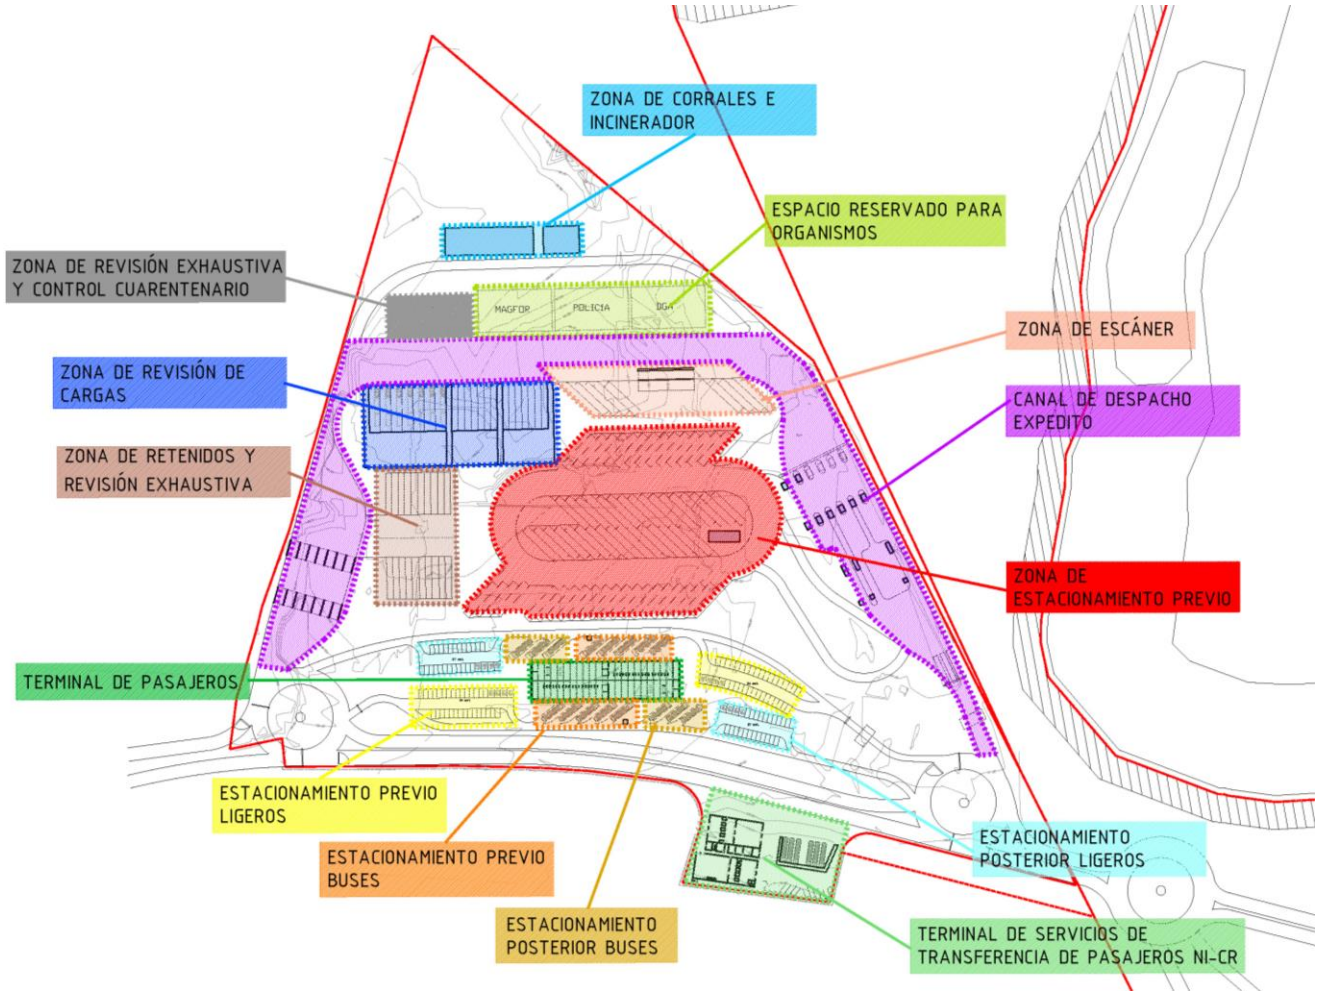 ZONA DE CORRALES E
INCINERADOR
ESPACIO RESERVADO PARA
ORGANISMOS
ZONA DE REVISIÓN EXHAUSTIVA
Y CONTROL CUARENTENARIO
MAGFOR
POLICIA
DGA
ZONA DE ESCÁNER
ZONA DE REVISIÓN DE
CARGAS
CANAL DE DESPACHO
EXPEDITO
ZONA DE RETENIDOS Y
REVISIÓN EXHAUSTIVA
ZONA DE
ESTACIONAMIENTO PREVIO
TERMINAL DE PASAJEROS
ESTACIONAMIENTO PREVIO
LIGEROS
ESTACIONAMIENTO
POSTERIOR LIGEROS
ESTACIONAMIENTO PREVIO
BUSES
ESTACIONAMIENTO
POSTERIOR BUSES
TERMINAL DE SERVICIOS DE
TRANSFERENCIA DE PASAJEROS NI-CR